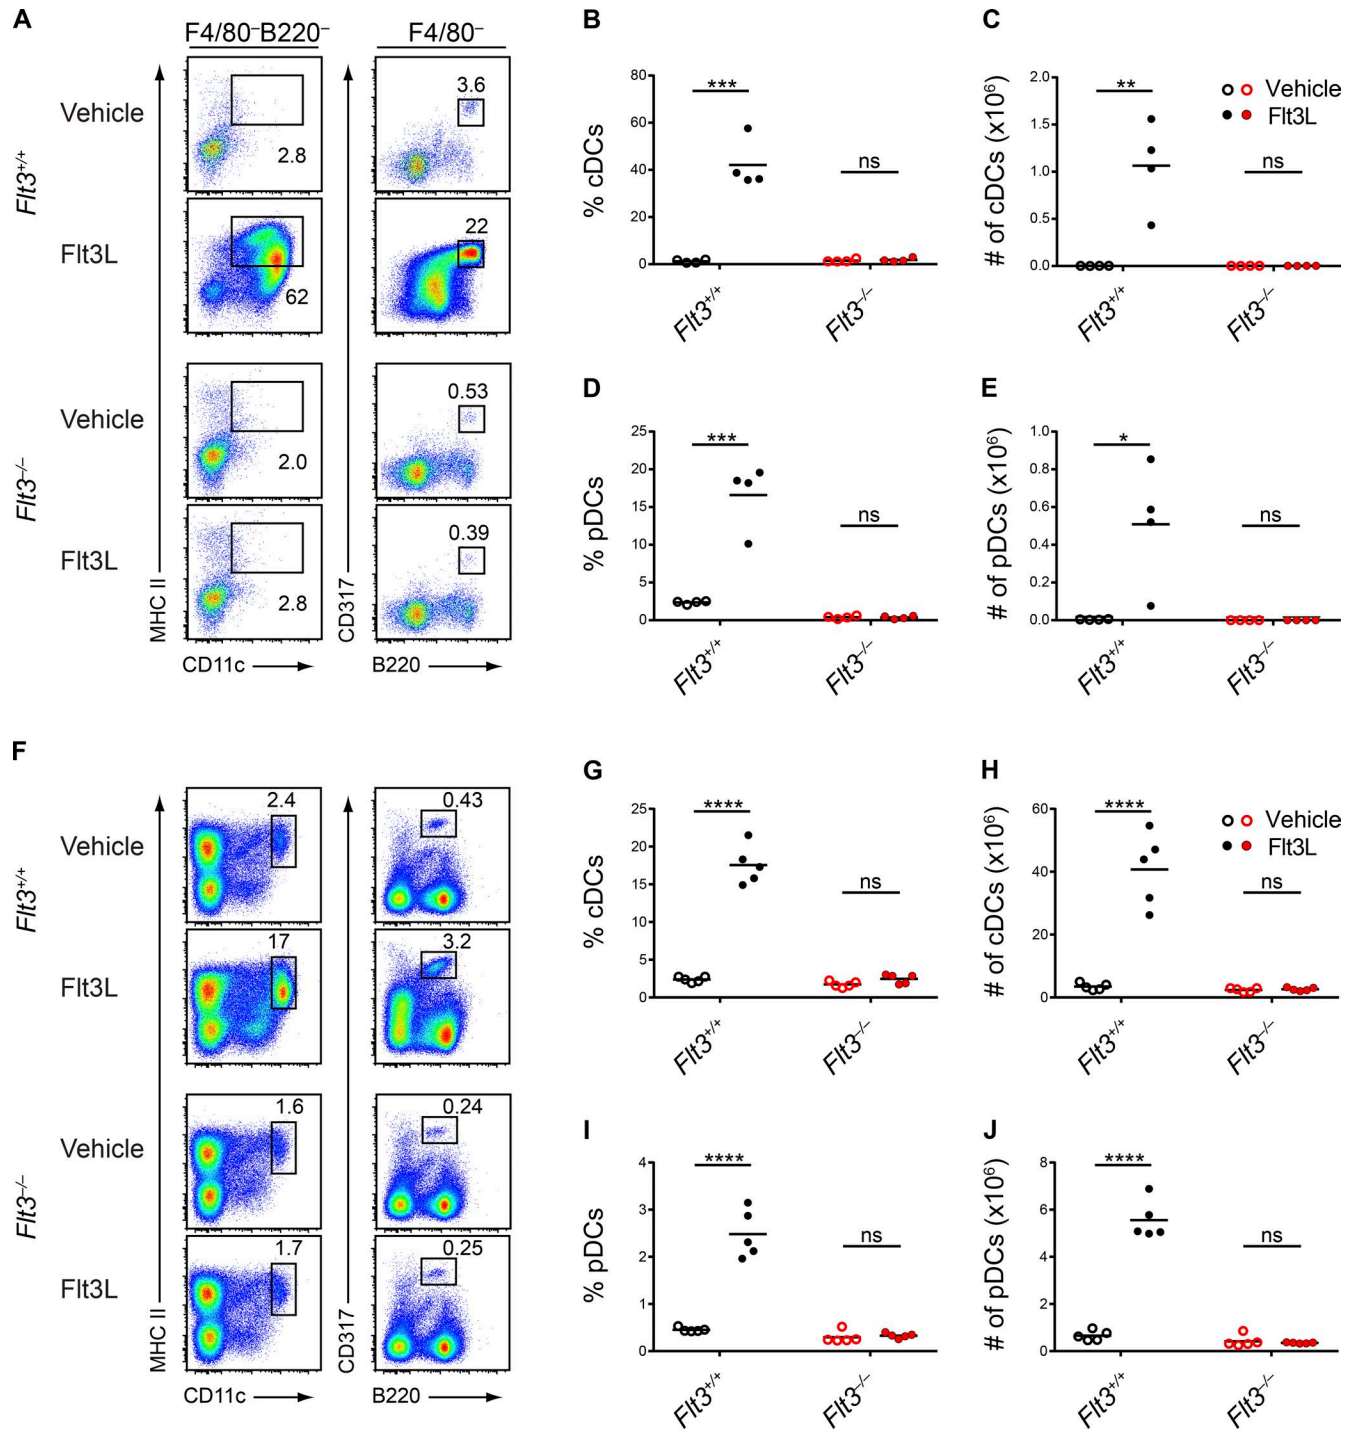 A
F4/80⁻B220⁻
F4/80⁻
Flt3⁺/⁺
Vehicle
2.8
3.6
Flt3L
62
22
Flt3⁻/⁻
Vehicle
2.0
0.53
Flt3L
2.8
0.39
MHC II
CD317
CD11c
B220
B
% cDCs
80
60
40
20
0
***
ns
Flt3⁺/⁺
Flt3⁻/⁻
C
# of cDCs (x10⁶)
2.0
1.5
1.0
0.5
0.0
**
ns
Vehicle
Flt3L
Flt3⁺/⁺
Flt3⁻/⁻
D
% pDCs
25
20
15
10
5
0
***
ns
Flt3⁺/⁺
Flt3⁻/⁻
E
# of pDCs (x10⁶)
1.0
0.8
0.6
0.4
0.2
0.0
*
ns
Flt3⁺/⁺
Flt3⁻/⁻
F
Flt3⁺/⁺
Vehicle
2.4
0.43
Flt3L
17
3.2
Flt3⁻/⁻
Vehicle
1.6
0.24
Flt3L
1.7
0.25
MHC II
CD317
CD11c
B220
G
% cDCs
25
20
15
10
5
0
****
ns
Flt3⁺/⁺
Flt3⁻/⁻
H
# of cDCs (x10⁶)
60
40
20
0
****
ns
Vehicle
Flt3L
Flt3⁺/⁺
Flt3⁻/⁻
I
% pDCs
4
3
2
1
0
****
ns
Flt3⁺/⁺
Flt3⁻/⁻
J
# of pDCs (x10⁶)
8
6
4
2
0
****
ns
Flt3⁺/⁺
Flt3⁻/⁻